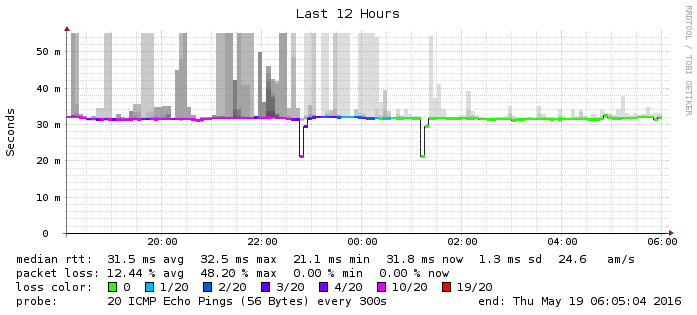 Last 12 Hours
RRDTOOL / TOBI OETIKER
Seconds
50 m
40 m
30 m
20 m
10 m
0
20:00 22:00 00:00 02:00 04:00 06:00
median rtt: 31.5 ms avg 32.5 ms max 21.1 ms min 31.8 ms now 1.3 ms sd 24.6 am/s
packet loss: 12.44 % avg 48.20 % max 0.00 % min 0.00 % now
loss color: 0 1/20 2/20 3/20 4/20 10/20 19/20
probe: 20 ICMP Echo Pings (56 Bytes) every 300s end: Thu May 19 06:05:04 2016